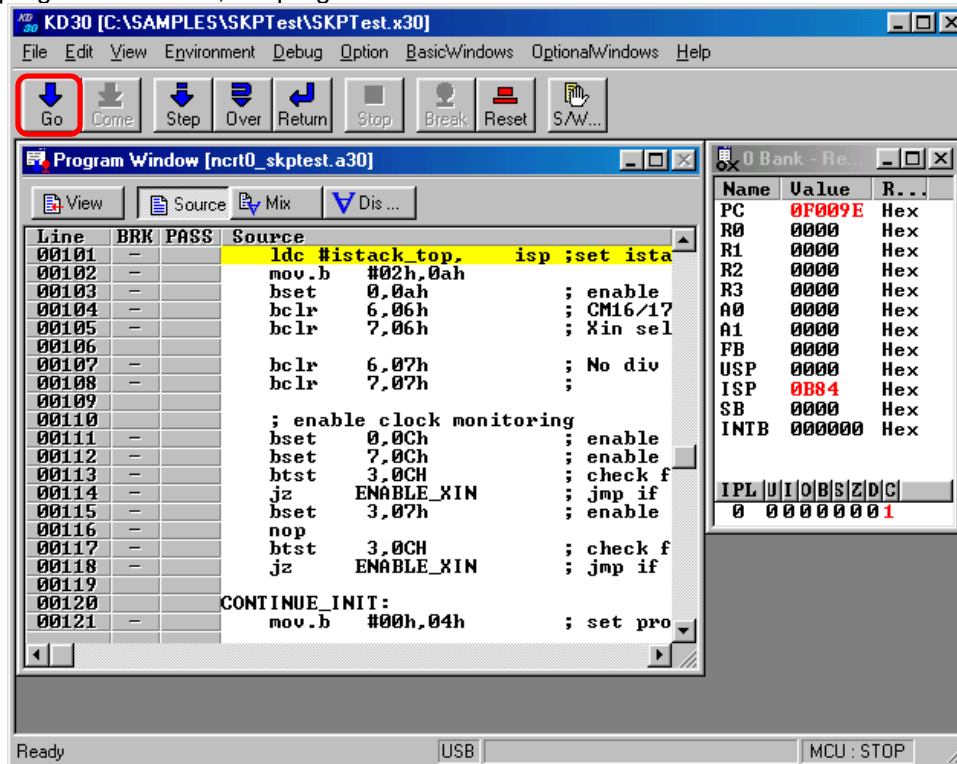 KD30 [C:\SAMPLES\SKPTest\SKPTest.x30]
File Edit View Environment Debug Option BasicWindows OptionalWindows Help
Go Come Step Over Return Stop Break Reset S/W...
Program Window [ncrt0_skptest.a30]
View Source Mix Dis ...
Line BRK PASS Source
00101 — ldc #istack_top, isp ;set ista
00102 — mov.b #02h,0ah
00103 — bset 0,0ah ; enable
00104 — bclr 6,06h ; CM16/17
00105 — bclr 7,06h ; Xin sel
00106
00107 — bclr 6,07h ; No div
00108 — bclr 7,07h ;
00109
00110 ; enable clock monitoring
00111 — bset 0,0Ch ; enable
00112 — bset 7,0Ch ; enable
00113 — btst 3,0CH ; check f
00114 — jz ENABLE_XIN ; jmp if
00115 — bset 3,07h ; enable
00116 — nop
00117 — btst 3,0CH ; check f
00118 — jz ENABLE_XIN ; jmp if
00119
00120 CONTINUE_INIT:
00121 — mov.b #00h,04h ; set pro
0 Bank - Re...
Name Value R...
PC 0F009E Hex
R0 0000 Hex
R1 0000 Hex
R2 0000 Hex
R3 0000 Hex
A0 0000 Hex
A1 0000 Hex
FB 0000 Hex
USP 0000 Hex
ISP 0B84 Hex
SB 0000 Hex
INTB 000000 Hex
IPL U I O B S Z D C
0 0 0 0 0 0 0 0 1
Ready USB MCU : STOP